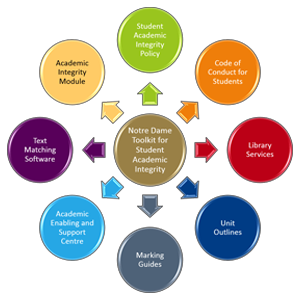 Student
Academic
Integrity
Policy
Code of
Conduct for
Students
Library
Services
Unit
Outlines
Marking
Guides
Academic
Enabling and
Support
Centre
Text
Matching
Software
Academic
Integrity
Module
Notre Dame
Toolkit for
Student
Academic
Integrity